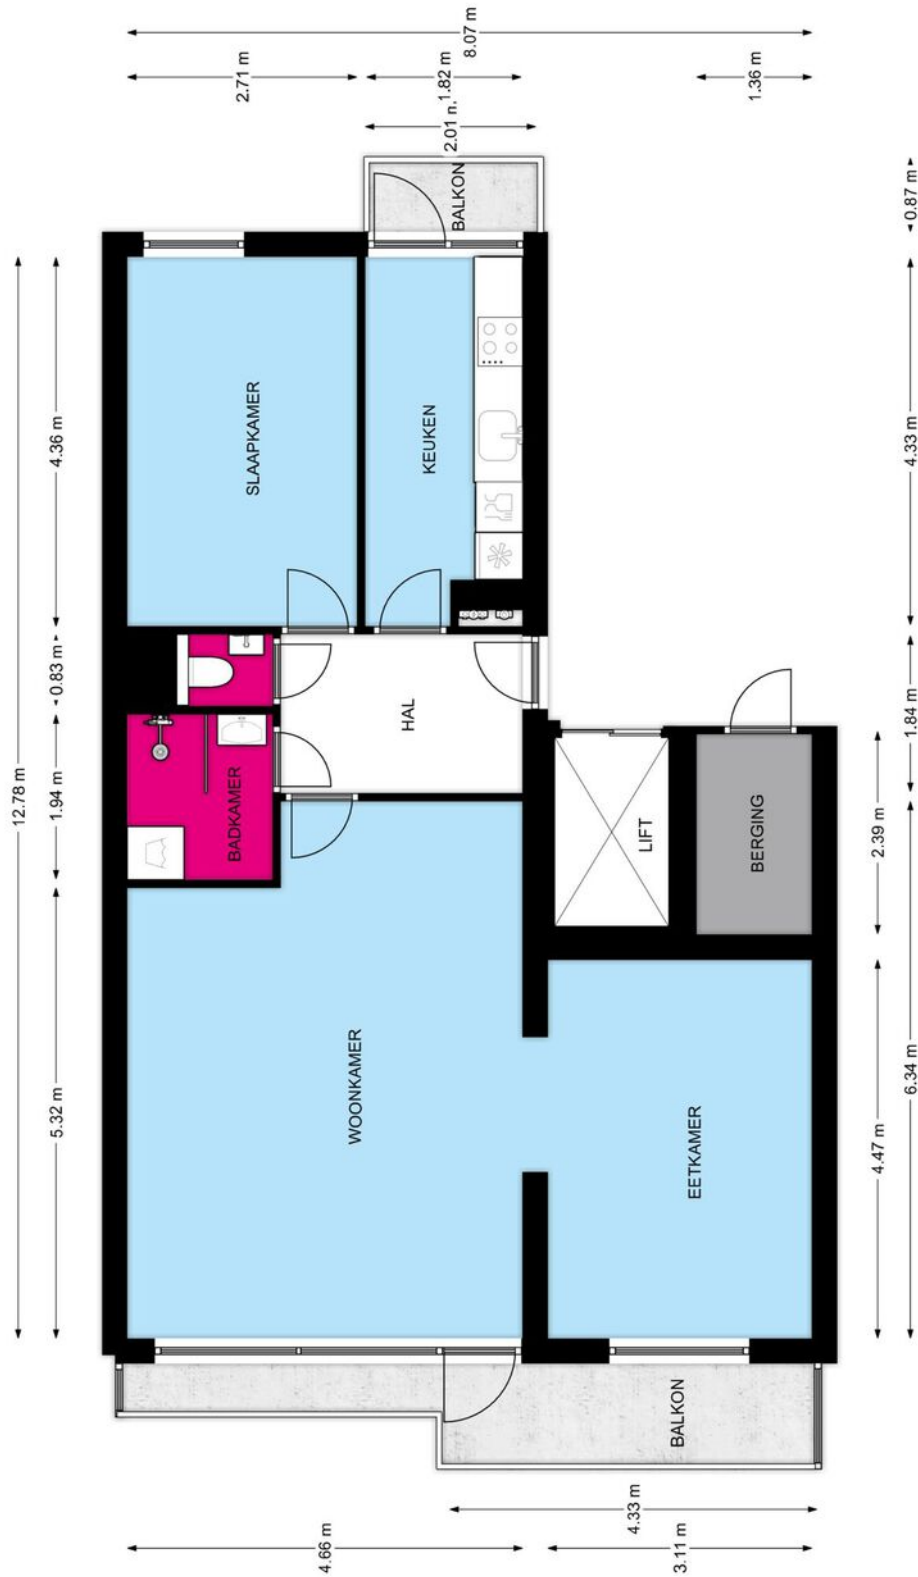 8.07 m
2.71 m
1.82 m
1.36 m
2.01 m
BALKON
0.87 m
12.78 m
4.36 m
SLAAPKAMER
KEUKEN
4.33 m
0.83 m
HAL
1.84 m
1.94 m
BADKAMER
LIFT
BERGING
2.39 m
5.32 m
WOONKAMER
EETKAMER
4.47 m
6.34 m
BALKON
4.33 m
4.66 m
3.11 m